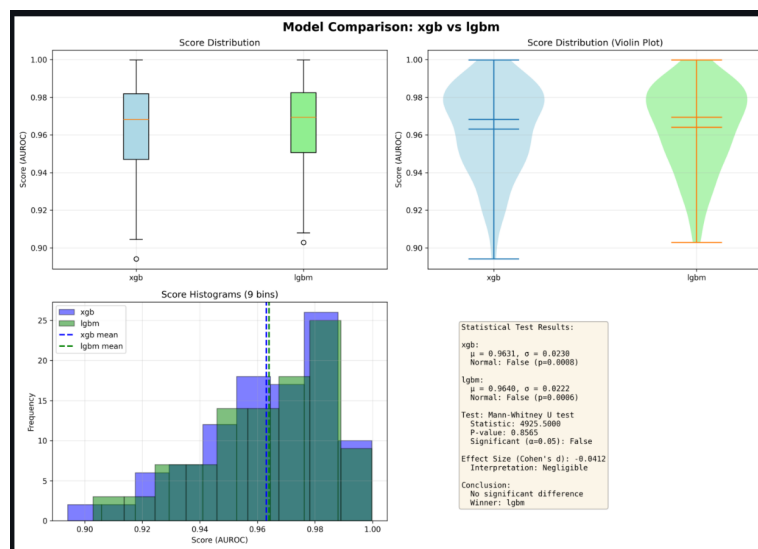 Model Comparison: xgb vs lgbm
Score Distribution
Score (AUROC)
1.00
0.98
0.96
0.94
0.92
0.90
xgb
lgbm
Score Distribution (Violin Plot)
Score (AUROC)
1.00
0.98
0.96
0.94
0.92
0.90
xgb
lgbm
Score Histograms (9 bins)
xgb
lgbm
xgb mean
lgbm mean
Frequency
25
20
15
10
5
0
0.90
0.92
0.94
0.96
0.98
1.00
Score (AUROC)
Statistical Test Results:
xgb:
μ = 0.9631, σ = 0.0230
Normal: False (p=0.0008)
lgbm:
μ = 0.9640, σ = 0.0222
Normal: False (p=0.0006)
Test: Mann-Whitney U test
Statistic: 4925.5000
P-value: 0.8565
Significant (α=0.05): False
Effect Size (Cohen's d): -0.0412
Interpretation: Negligible
Conclusion:
No significant difference
Winner: lgbm